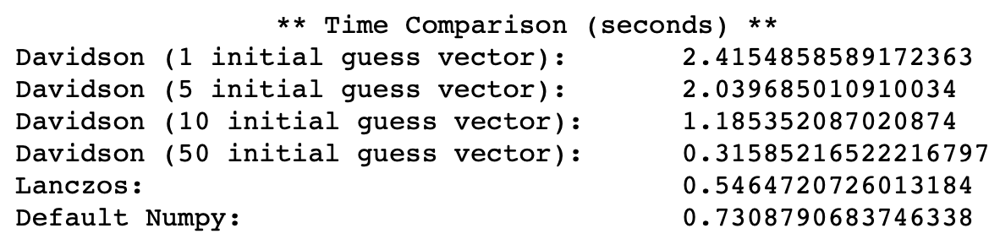 ** Time Comparison (seconds) **
Davidson (1 initial guess vector): 2.4154858589172363
Davidson (5 initial guess vector): 2.039685010910034
Davidson (10 initial guess vector): 1.185352087020874
Davidson (50 initial guess vector): 0.31585216522216797
Lanczos: 0.5464720726013184
Default Numpy: 0.7308790683746338